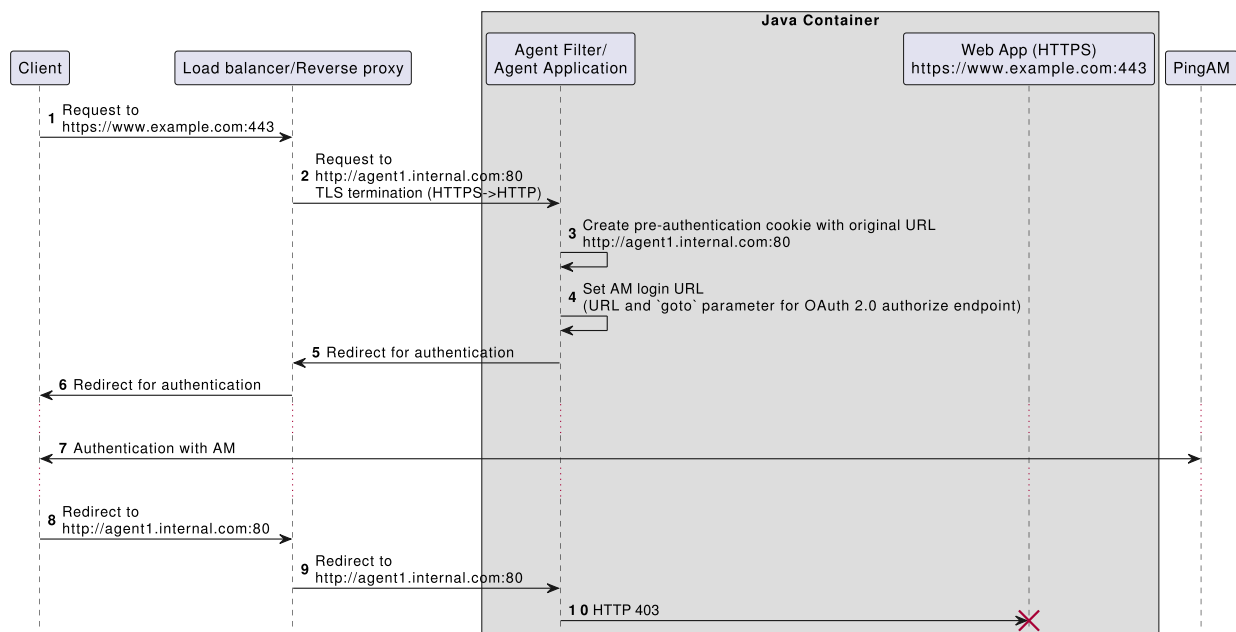 Java Container
Client
Load balancer/Reverse proxy
Agent Filter/
Agent Application
Web App (HTTPS)
https://www.example.com:443
PingAM
1 Request to
https://www.example.com:443
2 Request to
http://agent1.internal.com:80
TLS termination (HTTPS->HTTP)
3 Create pre-authentication cookie with original URL
http://agent1.internal.com:80
4 Set AM login URL
(URL and `goto` parameter for OAuth 2.0 authorize endpoint)
5 Redirect for authentication
6 Redirect for authentication
7 Authentication with AM
8 Redirect to
http://agent1.internal.com:80
9 Redirect to
http://agent1.internal.com:80
10 HTTP 403